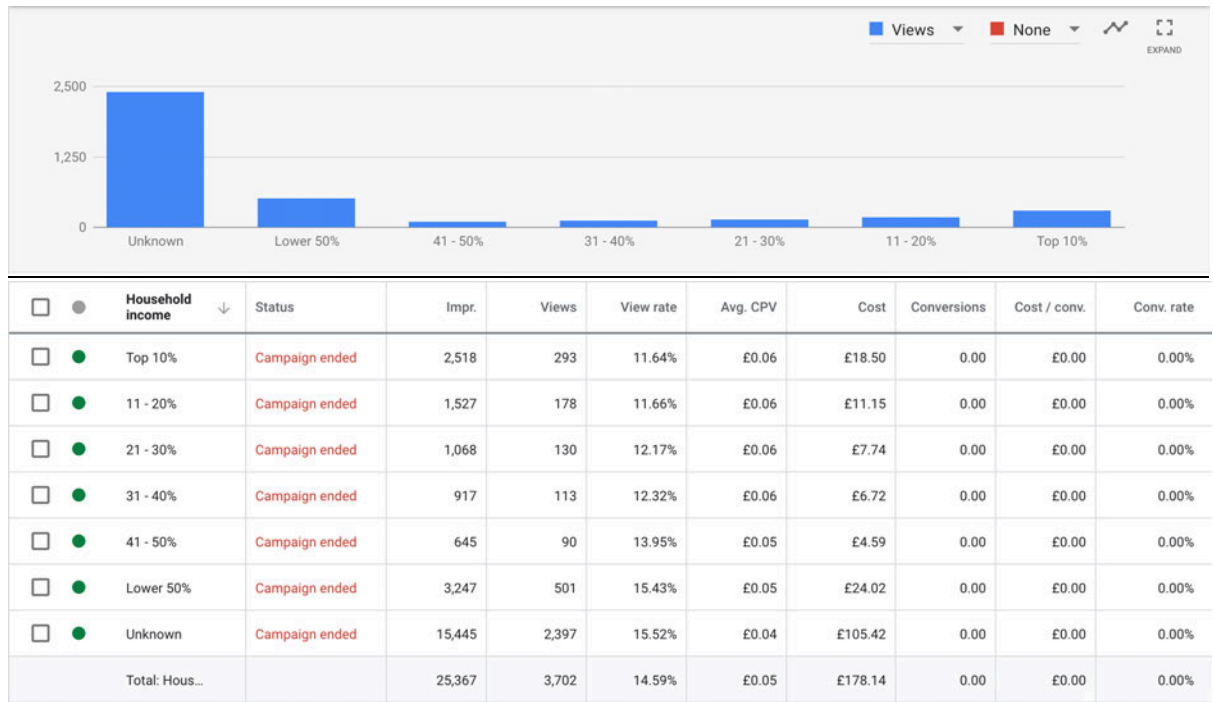 Views None
EXPAND
2,500
1,250
0
Unknown Lower 50% 41 - 50% 31 - 40% 21 - 30% 11 - 20% Top 10%
Household income Status Impr. Views View rate Avg. CPV Cost Conversions Cost / conv. Conv. rate
Top 10% Campaign ended 2,518 293 11.64% £0.06 £18.50 0.00 £0.00 0.00%
11 - 20% Campaign ended 1,527 178 11.66% £0.06 £11.15 0.00 £0.00 0.00%
21 - 30% Campaign ended 1,068 130 12.17% £0.06 £7.74 0.00 £0.00 0.00%
31 - 40% Campaign ended 917 113 12.32% £0.06 £6.72 0.00 £0.00 0.00%
41 - 50% Campaign ended 645 90 13.95% £0.05 £4.59 0.00 £0.00 0.00%
Lower 50% Campaign ended 3,247 501 15.43% £0.05 £24.02 0.00 £0.00 0.00%
Unknown Campaign ended 15,445 2,397 15.52% £0.04 £105.42 0.00 £0.00 0.00%
Total: Hous... 25,367 3,702 14.59% £0.05 £178.14 0.00 £0.00 0.00%